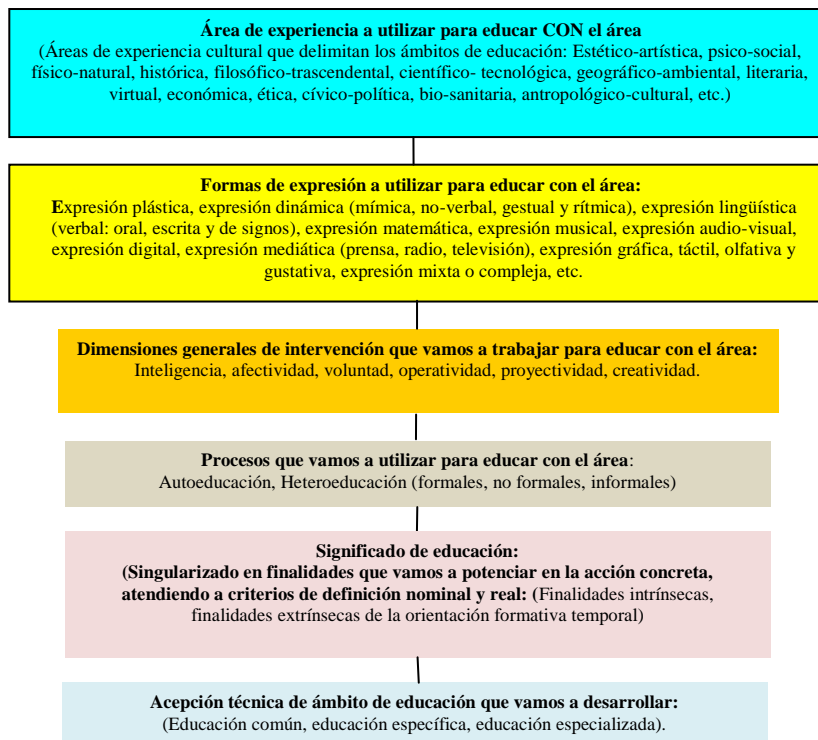 Área de experiencia a utilizar para educar CON el área
(Áreas de experiencia cultural que delimitan los ámbitos de educación: Estético-artística, psico-social,
físico-natural, histórica, filosófico-trascendental, científico- tecnológica, geográfico-ambiental, literaria,
virtual, económica, ética, cívico-política, bio-sanitaria, antropológico-cultural, etc.)
Formas de expresión a utilizar para educar con el área:
Expresión plástica, expresión dinámica (mímica, no-verbal, gestual y rítmica), expresión lingüística
(verbal: oral, escrita y de signos), expresión matemática, expresión musical, expresión audio-visual,
expresión digital, expresión mediática (prensa, radio, televisión), expresión gráfica, táctil, olfativa y
gustativa, expresión mixta o compleja, etc.
Dimensiones generales de intervención que vamos a trabajar para educar con el área:
Inteligencia, afectividad, voluntad, operatividad, proyectividad, creatividad.
Procesos que vamos a utilizar para educar con el área:
Autoeducación, Heteroeducación (formales, no formales, informales)
Significado de educación:
(Singularizado en finalidades que vamos a potenciar en la acción concreta,
atendiendo a criterios de definición nominal y real: (Finalidades intrínsecas,
finalidades extrínsecas de la orientación formativa temporal)
Acepción técnica de ámbito de educación que vamos a desarrollar:
(Educación común, educación específica, educación especializada).